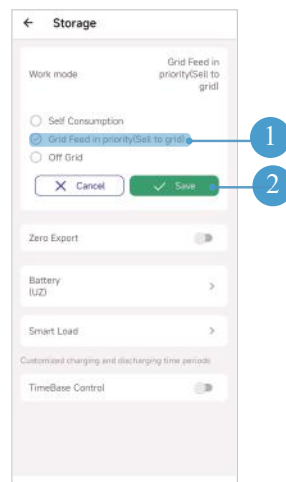 ← Storage
Work mode
Grid Feed in
priority(Sell to
grid)
Self Consumption
Grid Feed in priority(Sell to grid)
1
Off Grid
X Cancel
✓ Save
2
Zero Export
Battery
(UZ)
>
Smart Load
>
Customized charging and discharging time periods
TimeBase Control